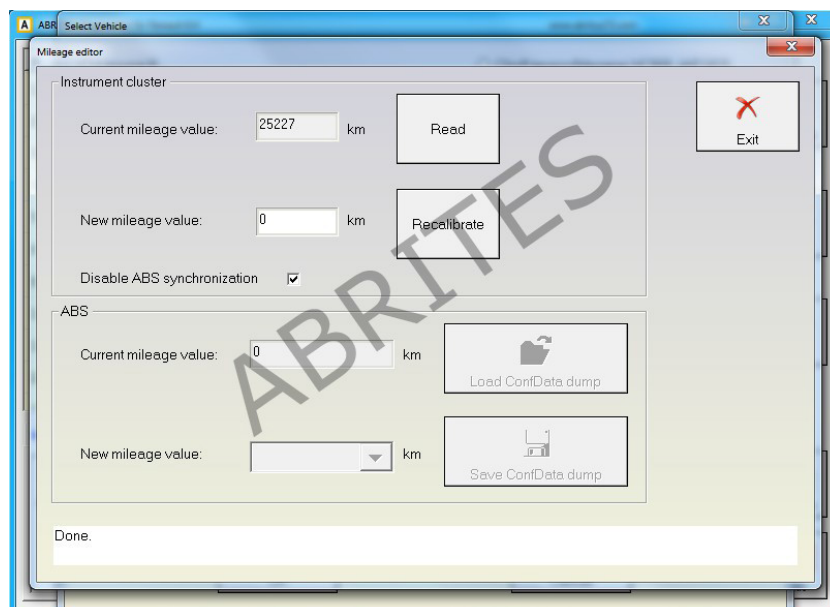 ABR Select Vehicle
Mileage editor
Instrument cluster
Current mileage value: 25227 km Read
Exit
New mileage value: 0 km Recalibrate
Disable ABS synchronization
ABS
Current mileage value: 0 km
Load ConfData dump
New mileage value: km
Save ConfData dump
Done.
ABRITES